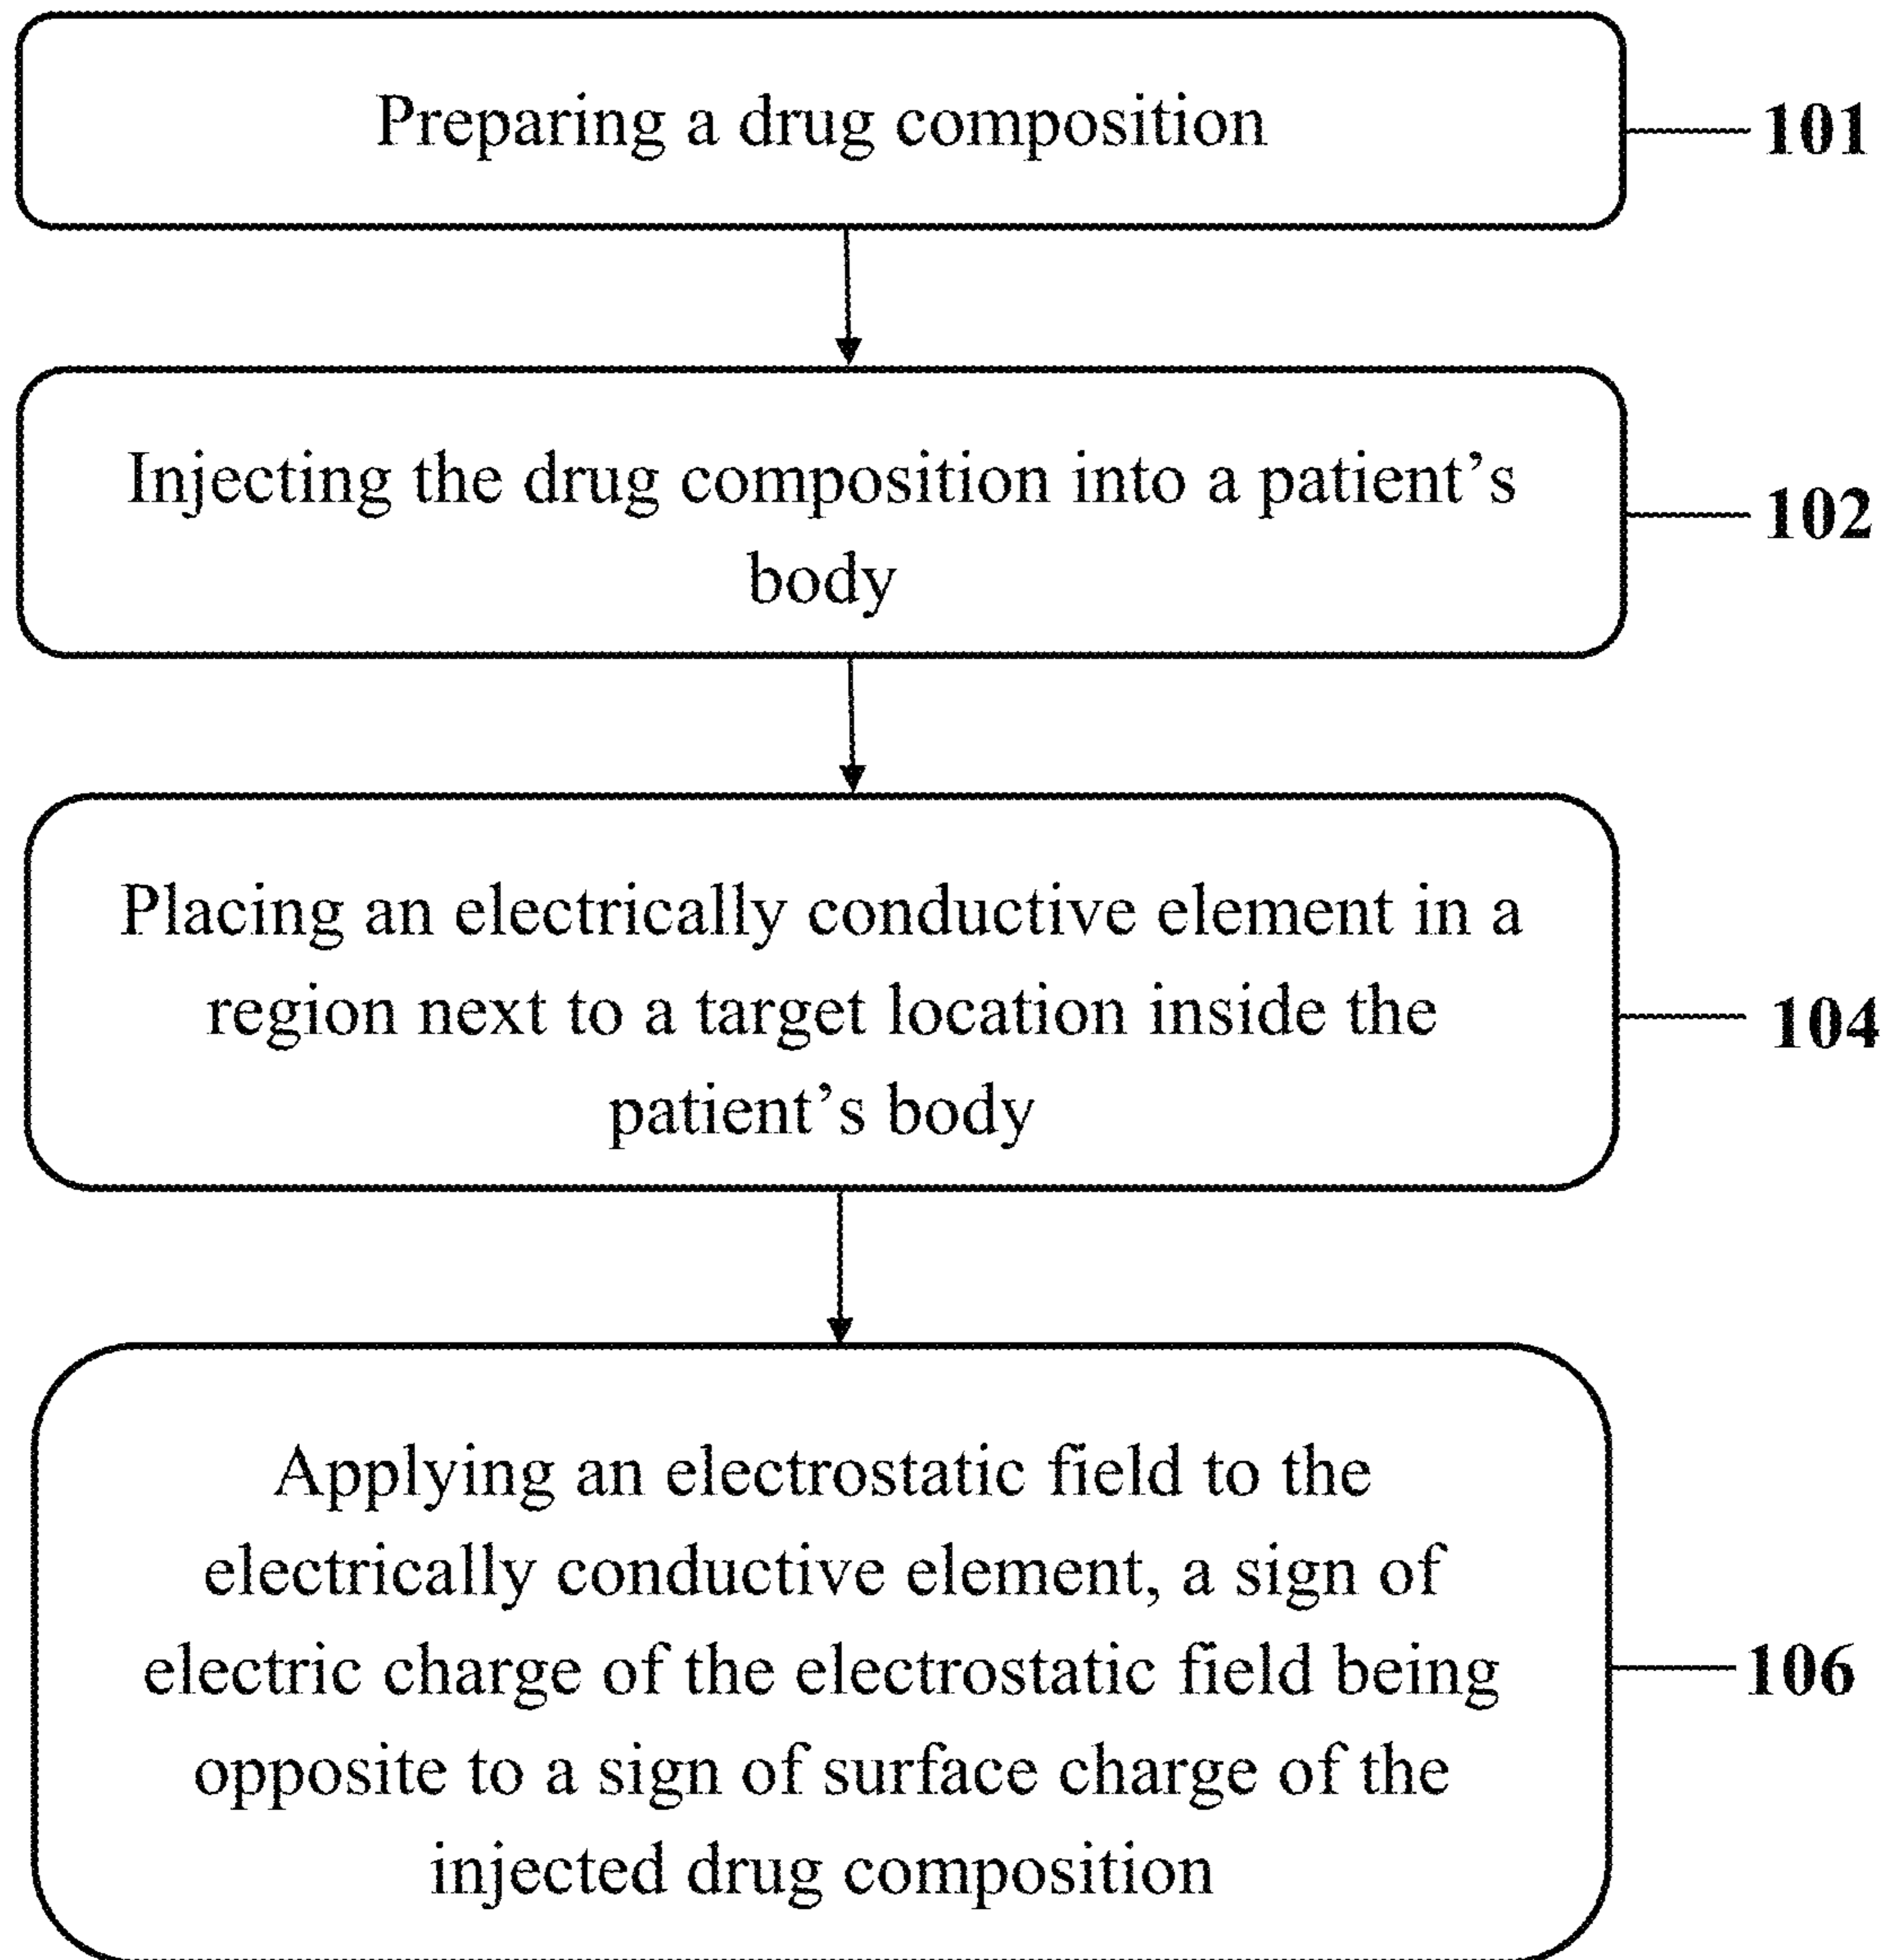 Preparing a drug composition
101
Injecting the drug composition into a patient’s
body
102
Placing an electrically conductive element in a
region next to a target location inside the
patient’s body
104
Applying an electrostatic field to the
electrically conductive element, a sign of
electric charge of the electrostatic field being
opposite to a sign of surface charge of the
injected drug composition
106